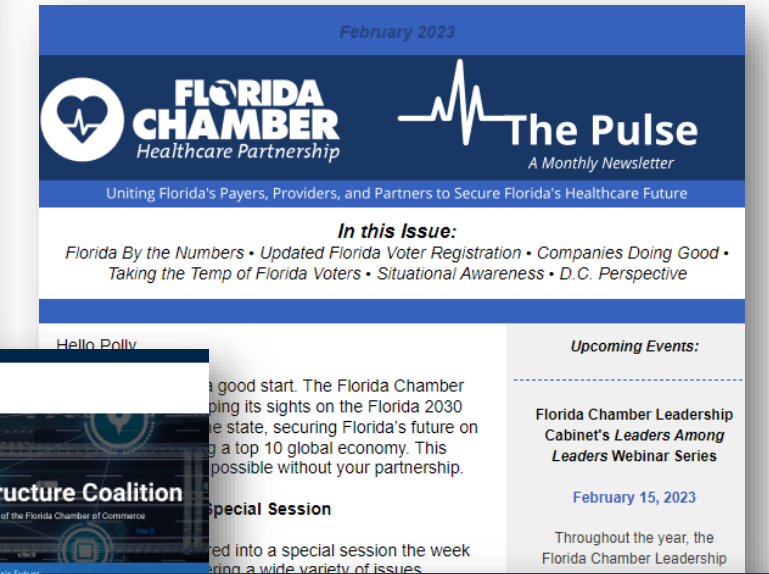 February 2023
FLORIDA
CHAMBER
Healthcare Partnership
The Pulse
A Monthly Newsletter
Uniting Florida's Payers, Providers, and Partners to Secure Florida's Healthcare Future
In this Issue:
Florida By the Numbers • Updated Florida Voter Registration • Companies Doing Good •
Taking the Temp of Florida Voters • Situational Awareness • D.C. Perspective
Hello Polly
a good start. The Florida Chamber
ping its sights on the Florida 2030
he state, securing Florida's future on
g a top 10 global economy. This
possible without your partnership.
Special Session
red into a special session the week
ering a wide variety of issues
ructure Coalition
of the Florida Chamber of Commerce
Upcoming Events:
Florida Chamber Leadership
Cabinet's Leaders Among
Leaders Webinar Series
February 15, 2023
Throughout the year, the
Florida Chamber Leadership